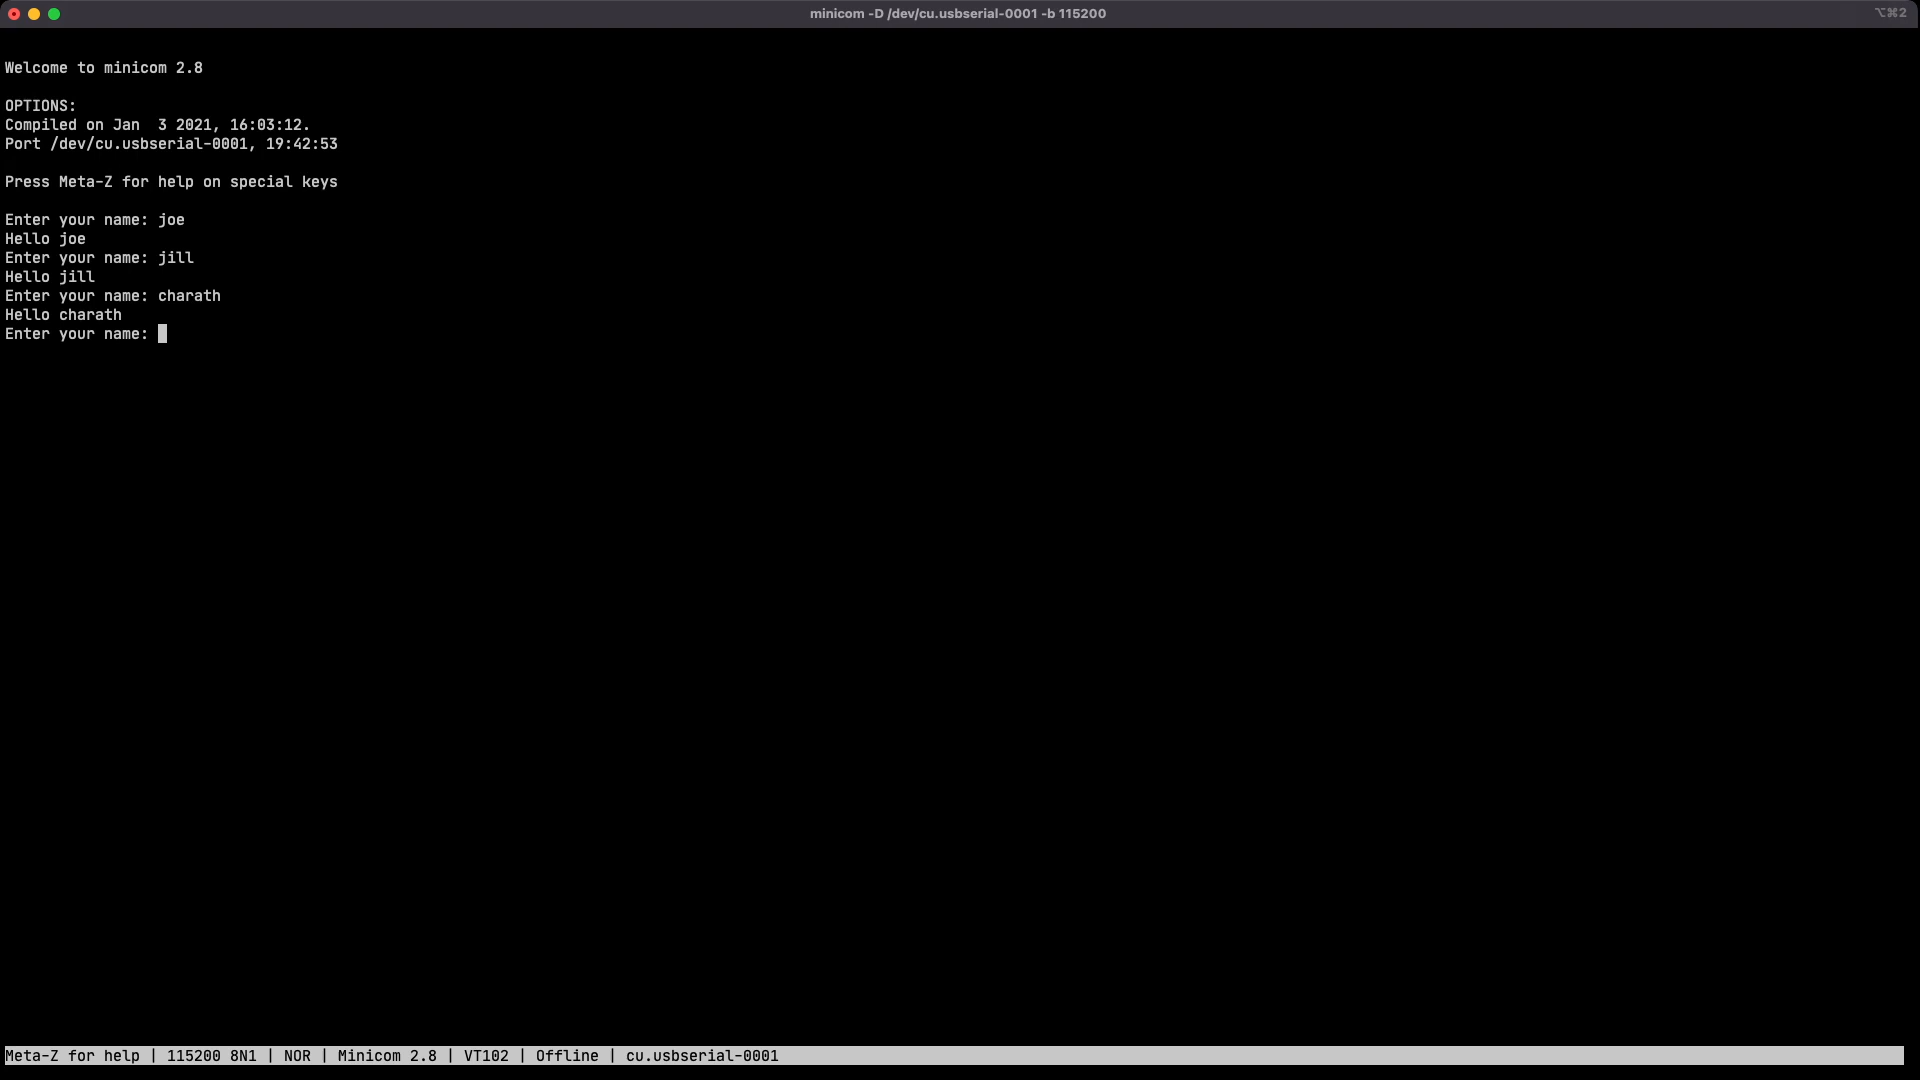 minicom -D /dev/cu.usbserial-0001 -b 115200
⌥⌘2
Welcome to minicom 2.8
OPTIONS:
Compiled on Jan  3 2021, 16:03:12.
Port /dev/cu.usbserial-0001, 19:42:53
Press Meta-Z for help on special keys
Enter your name: joe
Hello joe
Enter your name: jill
Hello jill
Enter your name: charath
Hello charath
Enter your name:
Meta-Z for help | 115200 8N1 | NOR | Minicom 2.8 | VT102 | Offline | cu.usbserial-0001